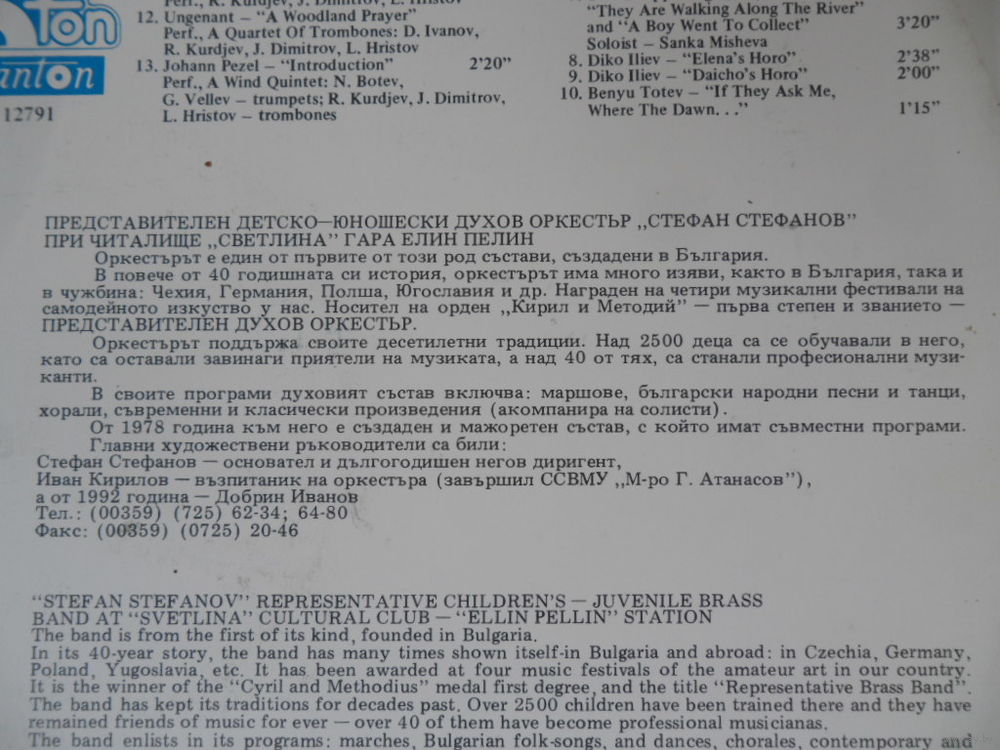 Perf., R. Kurdjev, J. Dimitrov, L. Hristov
12. Ungenant – “A Woodland Prayer”
Perf., A Quartet Of Trombones: D. Ivanov,
R. Kurdjev, J. Dimitrov, L. Hristov
13. Johann Pezel – “Introduction” 2’20”
Perf., A Wind Quintet: N. Botev,
G. Vellev – trumpets; R. Kurdjev, J. Dimitrov,
L. Hristov – trombones
“They Are Walking Along The River”
and “A Boy Went To Collect” 3’20”
Soloist – Sanka Misheva
8. Diko Iliev – “Elena’s Horo” 2’38”
9. Diko Iliev – “Daicho’s Horo” 2’00”
10. Benyu Totev – “If They Ask Me,
Where The Dawn. . .” 1’15”
12791
ПРЕДСТАВИТЕЛЕН ДЕТСКО—ЮНОШЕСКИ ДУХОВ ОРКЕСТЪР ,,СТЕФАН СТЕФАНОВ”
ПРИ ЧИТАЛИЩЕ ,,СВЕТЛИНА” ГАРА ЕЛИН ПЕЛИН
Оркестърът е един от първите от този род състави, създадени в България.
В повече от 40 годишната си история, оркестърът има много изяви, както в България, така и
в чужбина: Чехия, Германия, Полша, Югославия и др. Награден на четири музикални фестивали на
самодейното изкуство у нас. Носител на орден ,,Кирил и Методий” — първа степен и званието —
ПРЕДСТАВИТЕЛЕН ДУХОВ ОРКЕСТЪР.
Оркестърът поддържа своите десетилетни традиции. Над 2500 деца са се обучавали в него,
като са оставали завинаги приятели на музиката, а над 40 от тях, са станали професионални музи-
канти.
В своите програми духовият състав включва: маршове, български народни песни и танци,
хорали, съвременни и класически произведения (акомпанира на солисти).
От 1978 година към него е създаден и мажоретен състав, с който имат съвместни програми.
Главни художествени ръководители са били:
Стефан Стефанов — основател и дългогодишен негов диригент,
Иван Кирилов — възпитаник на оркестъра (завършил ССВМУ ,,М-ро Г. Атанасов”),
а от 1992 година — Добрин Иванов
Тел.: (00359) (725) 62-34; 64-80
Факс: (00359) (0725) 20-46
“STEFAN STEFANOV” REPRESENTATIVE CHILDREN’S — JUVENILE BRASS
BAND AT “SVETLINA” CULTURAL CLUB — “ELLIN PELLIN” STATION
The band is from the first of its kind, founded in Bulgaria.
In its 40-year story, the band has many times shown itself-in Bulgaria and abroad: in Czechia, Germany,
Poland, Yugoslavia, etc. It has been awarded at four music festivals of the amateur art in our country.
It is the winner of the “Cyril and Methodius” medal first degree, and the title “Representative Brass Band”.
The band has kept its traditions for decades past. Over 2500 children have been trained there and they have
remained friends of music for ever — over 40 of them have become professional musicianas.
The band enlists in its programs: marches, Bulgarian folk-songs, and dances, chorales, contemporary and